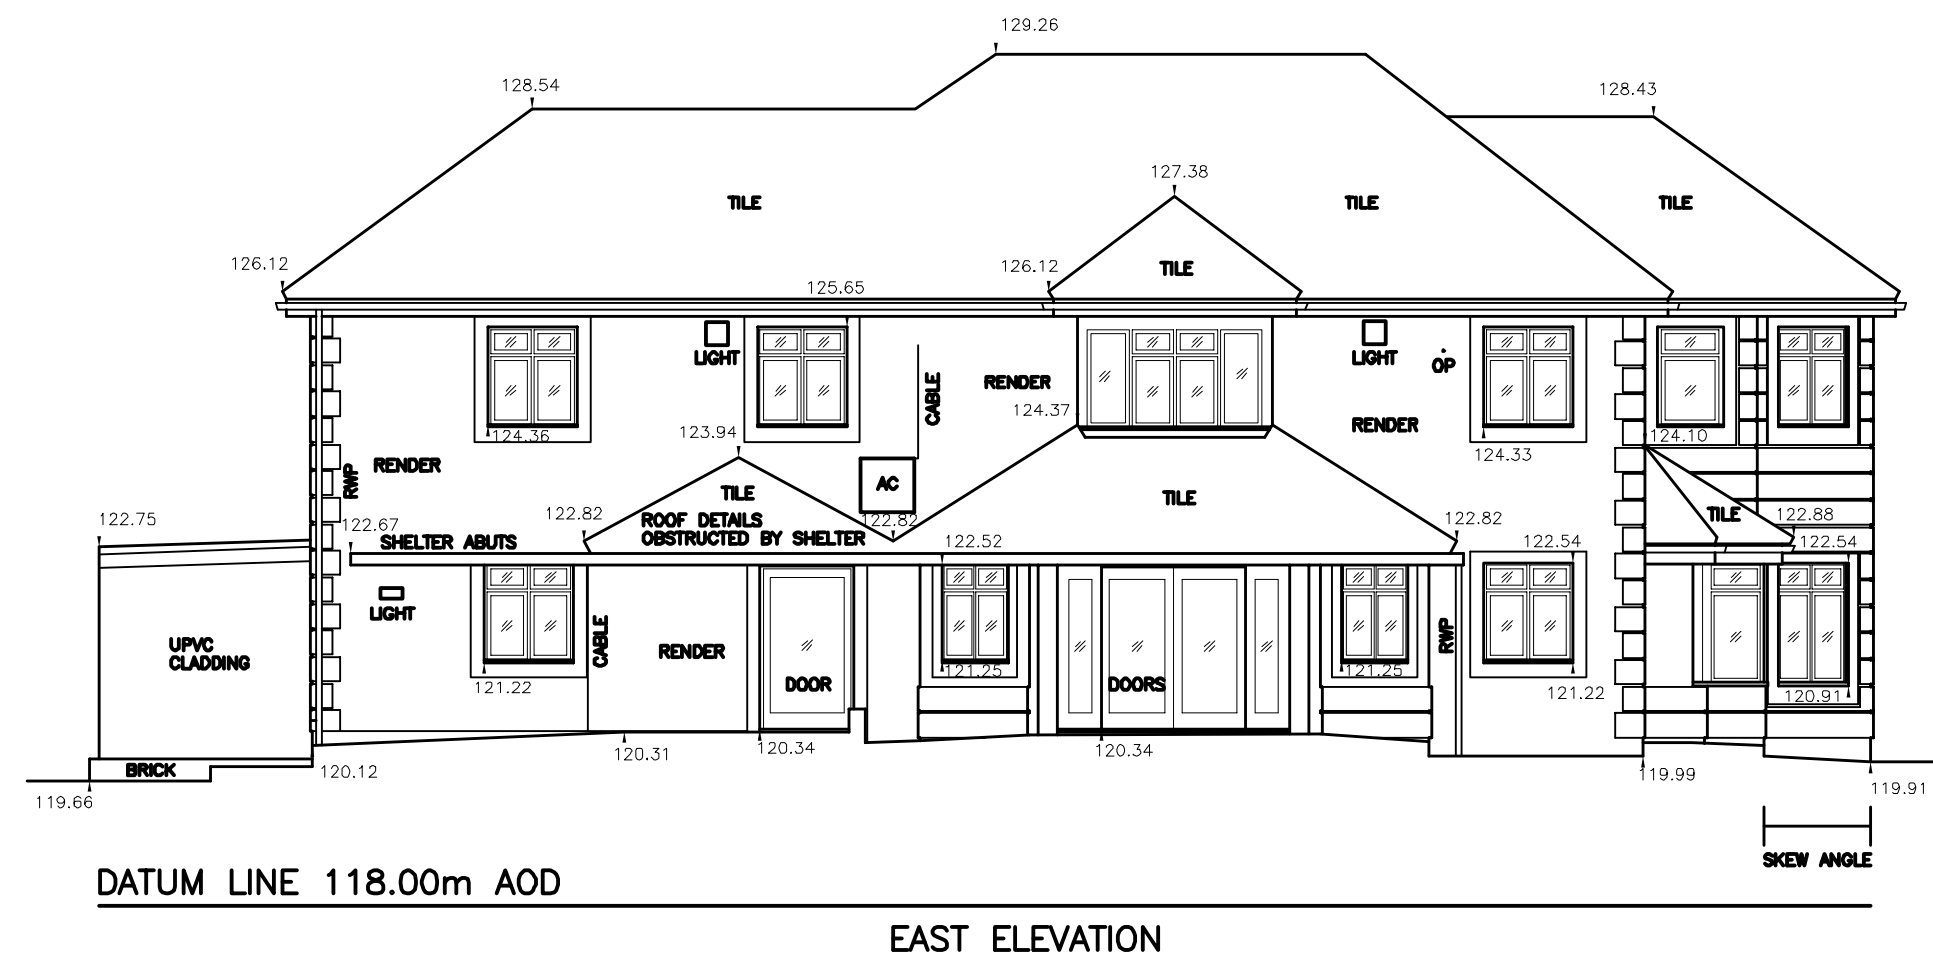 129.26
128.54
128.43
127.38
TILE
TILE
TILE
126.12
126.12
TILE
125.65
LIGHT
LIGHT
OP
CABLE
RENDER
124.37
RENDER
123.94
124.36
124.10
124.33
RENDER
RWP
AC
TILE
TILE
122.75
122.67
122.82
ROOF DETAILS
OBSTRUCTED BY SHELTER
122.82
122.82
TILE
122.88
SHELTER ABUTS
122.52
122.54
122.54
LIGHT
CABLE
RENDER
RWP
UPVC
CLADDING
121.22
DOOR
121.25
DOORS
121.25
121.22
120.91
120.31
120.34
120.34
BRICK
120.12
119.99
119.66
119.91
SKEW ANGLE
DATUM LINE 118.00m AOD
EAST ELEVATION